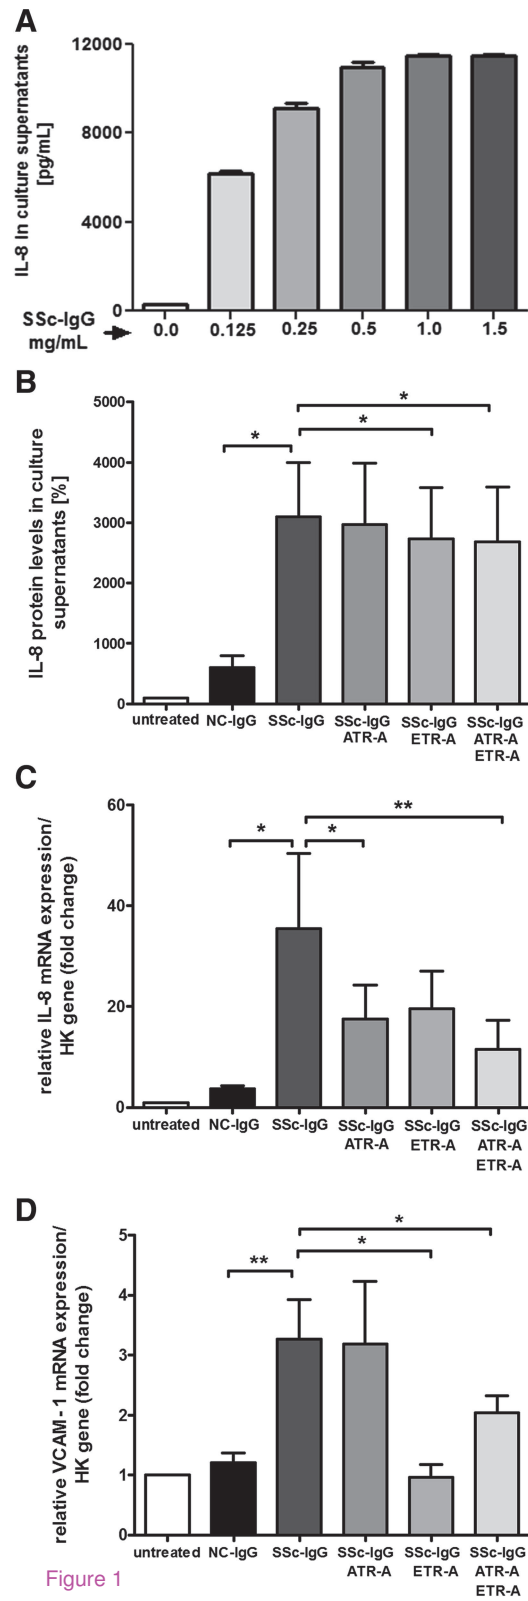 A
IL-8 In culture supernatants
[pg/mL]
12000
8000
4000
0
SSc-IgG
mg/mL
0.0 0.125 0.25 0.5 1.0 1.5
B
IL-8 protein levels in culture
supernatants [%]
5000
4000
3000
2000
1000
0
*
*
*
untreated NC-IgG SSc-IgG SSc-IgG SSc-IgG SSc-IgG
ATR-A ETR-A ATR-A
ETR-A
C
relative IL-8 mRNA expression/
HK gene (fold change)
60
40
20
0
**
* *
untreated NC-IgG SSc-IgG SSc-IgG SSc-IgG SSc-IgG
ATR-A ETR-A ATR-A
ETR-A
D
relative VCAM-1 mRNA expression/
HK gene (fold change)
5
4
3
2
1
0
*
*
**
untreated NC-IgG SSc-IgG SSc-IgG SSc-IgG SSc-IgG
ATR-A ETR-A ATR-A
ETR-A
Figure 1